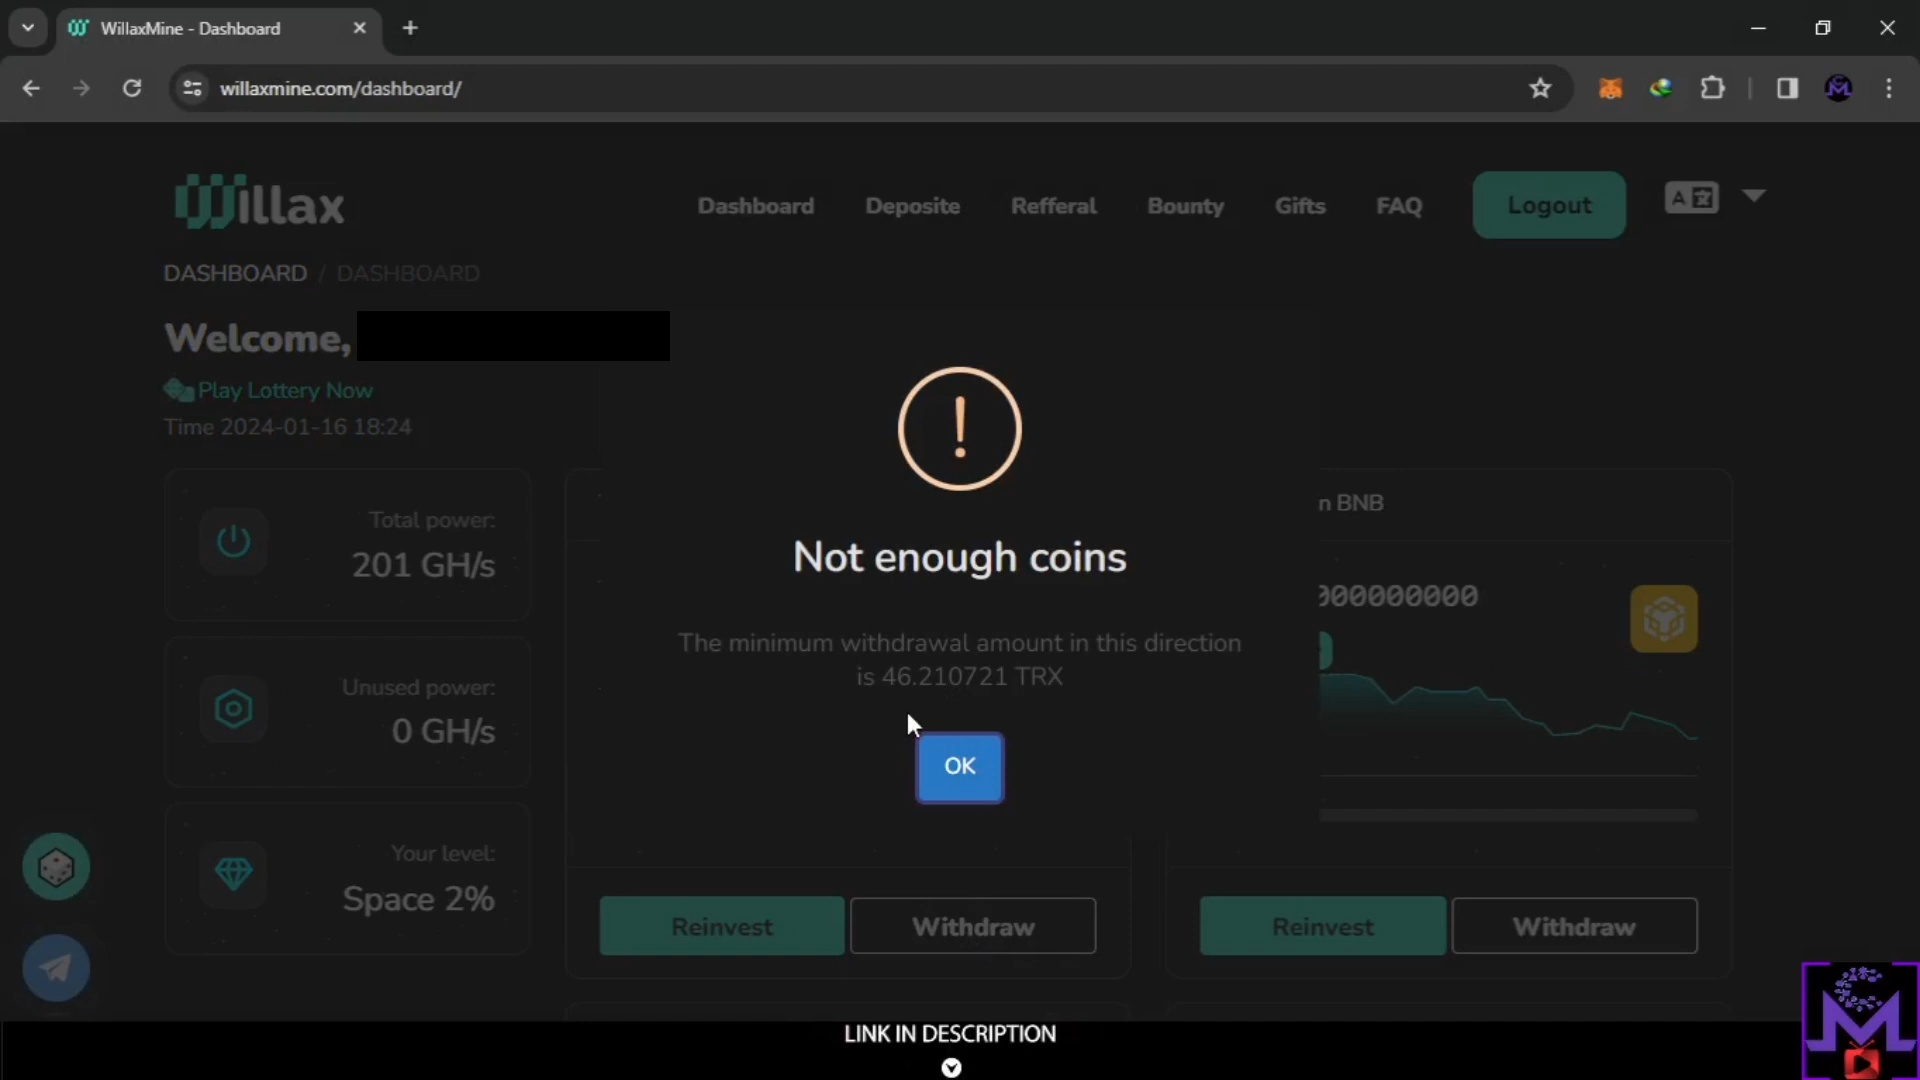 WillaxMine - Dashboard
willaxmine.com/dashboard/
Willax
Dashboard
Deposite
Refferal
Bounty
Gifts
FAQ
Logout
DASHBOARD / DASHBOARD
Welcome,
Play Lottery Now
Time 2024-01-16 18:24
Total power:
201 GH/s
Unused power:
0 GH/s
Your level:
Space 2%
Not enough coins
The minimum withdrawal amount in this direction
is 46.210721 TRX
OK
n BNB
000000000
Reinvest
Withdraw
Reinvest
Withdraw
LINK IN DESCRIPTION